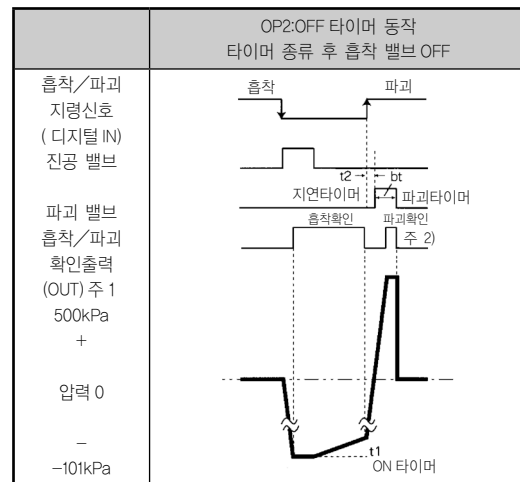 OP2:OFF 타이머 동작
타이머 종류 후 흡착 밸브 OFF
흡착／파괴
지령신호
( 디지털 IN)
진공 밸브
파괴 밸브
흡착／파괴
확인출력
(OUT) 주 1
500kPa
+
압력 0
−
−101kPa
흡착
파괴
t2
bt
지연타이머
파괴타이머
흡착확인
파괴확인
주 2)
t1
ON 타이머